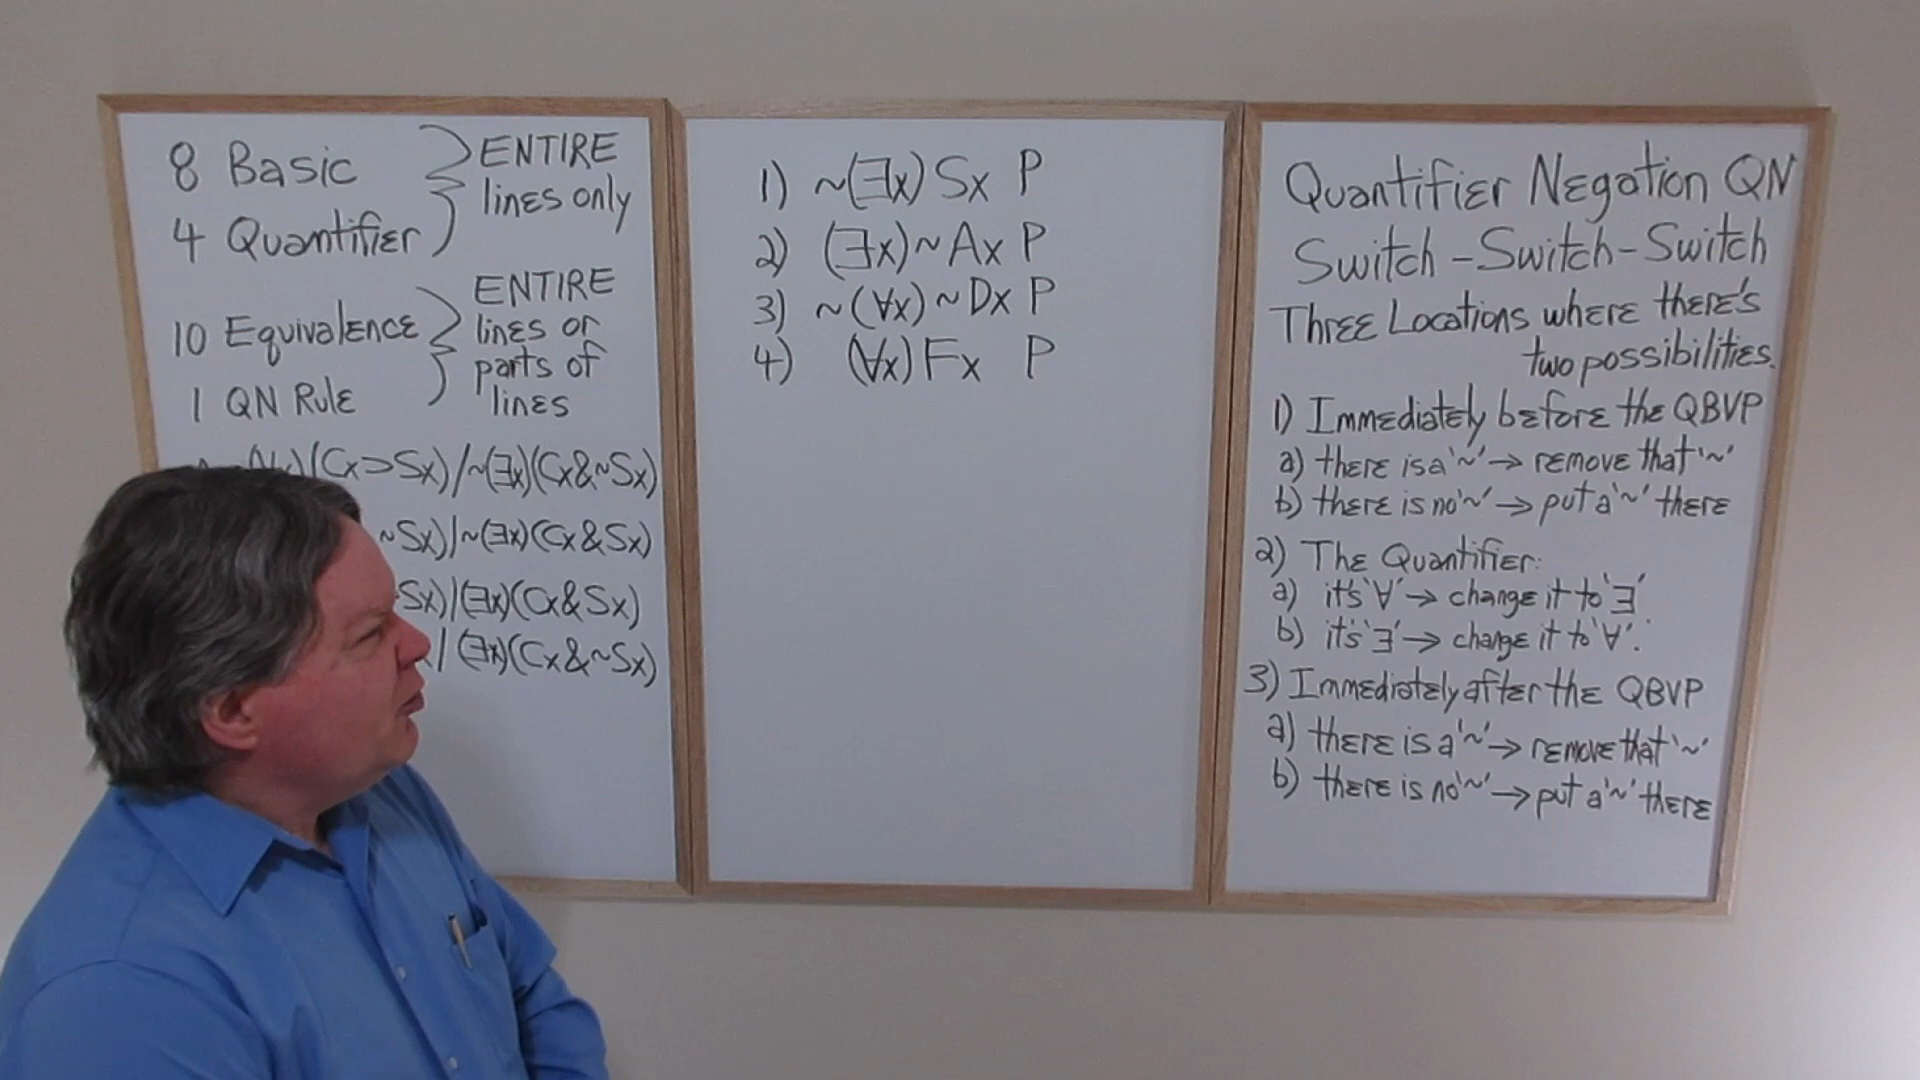 8 Basic
4 Quantifier
ENTIRE
lines only
10 Equivalence
1 QN Rule
ENTIRE
lines or
parts of
lines
(Cx⊃Sx)/~(∃x)(Cx&~Sx)
~Sx)/~(∃x)(Cx&Sx)
Sx)/(∃x)(Cx&Sx)
/(∃x)(Cx&~Sx)
1) ~(∃x) Sx P
2) (∃x)~Ax P
3) ~(∀x)~Dx P
4) (∀x)Fx P
Quantifier Negation QN
Switch-Switch-Switch
Three Locations where there's
two possibilities.
1) Immediately before the QBVP
a) there is a '~' → remove that '~'
b) there is no '~' → put a '~' there
2) The Quantifier:
a) it's '∀' → change it to '∃'
b) it's '∃' → change it to '∀'.
3) Immediately after the QBVP
a) there is a '~' → remove that '~'
b) there is no '~' → put a '~' there